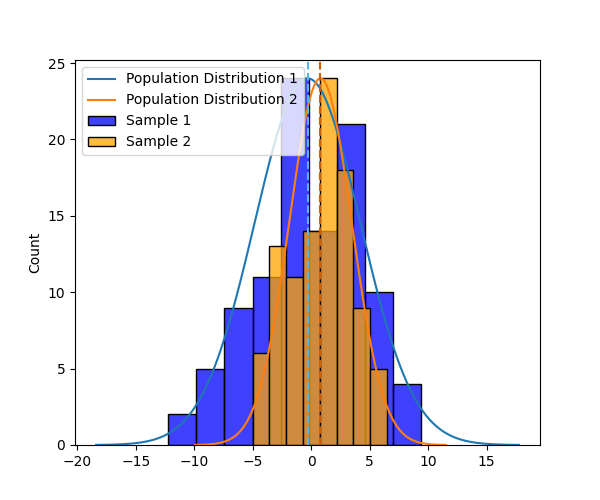 Population Distribution 1
Population Distribution 2
Sample 1
Sample 2
Count
25
20
15
10
5
0
−20 −15 −10 −5 0 5 10 15